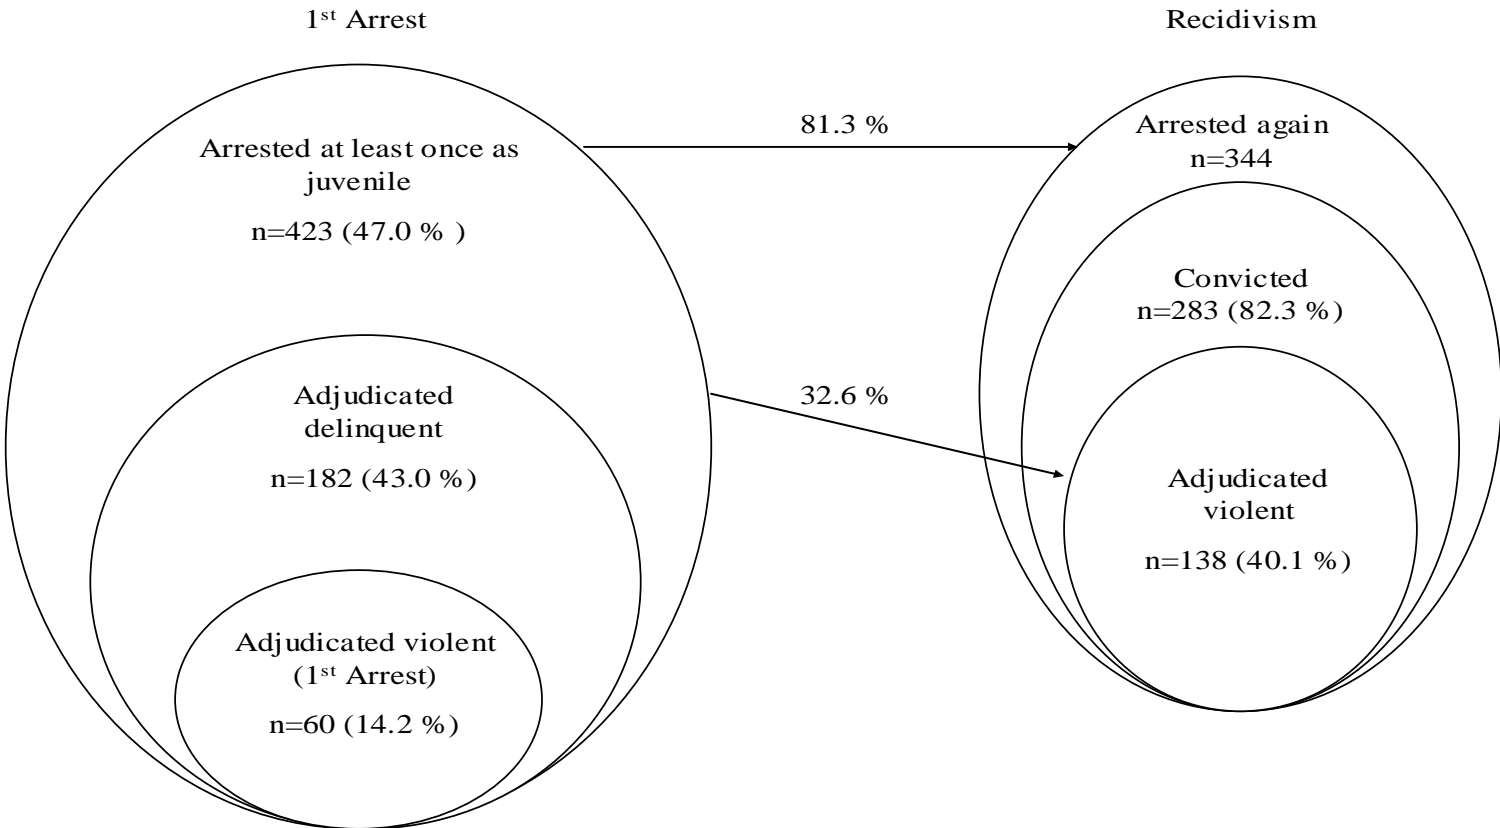 1st Arrest
Recidivism
Arrested at least once as
juvenile
n=423 (47.0 % )
81.3 %
Arrested again
n=344
Convicted
n=283 (82.3 %)
Adjudicated
delinquent
n=182 (43.0 %)
32.6 %
Adjudicated
violent
n=138 (40.1 %)
Adjudicated violent
(1st Arrest)
n=60 (14.2 %)